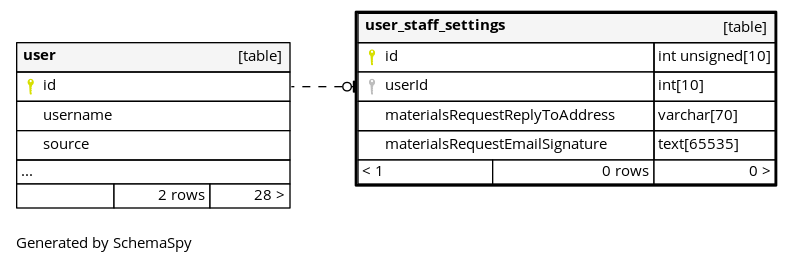 user [table]
id
username
source
...
2 rows 28 >
user_staff_settings [table]
id int unsigned[10]
userId int[10]
materialsRequestReplyToAddress varchar[70]
materialsRequestEmailSignature text[65535]
< 1 0 rows 0 >
Generated by SchemaSpy